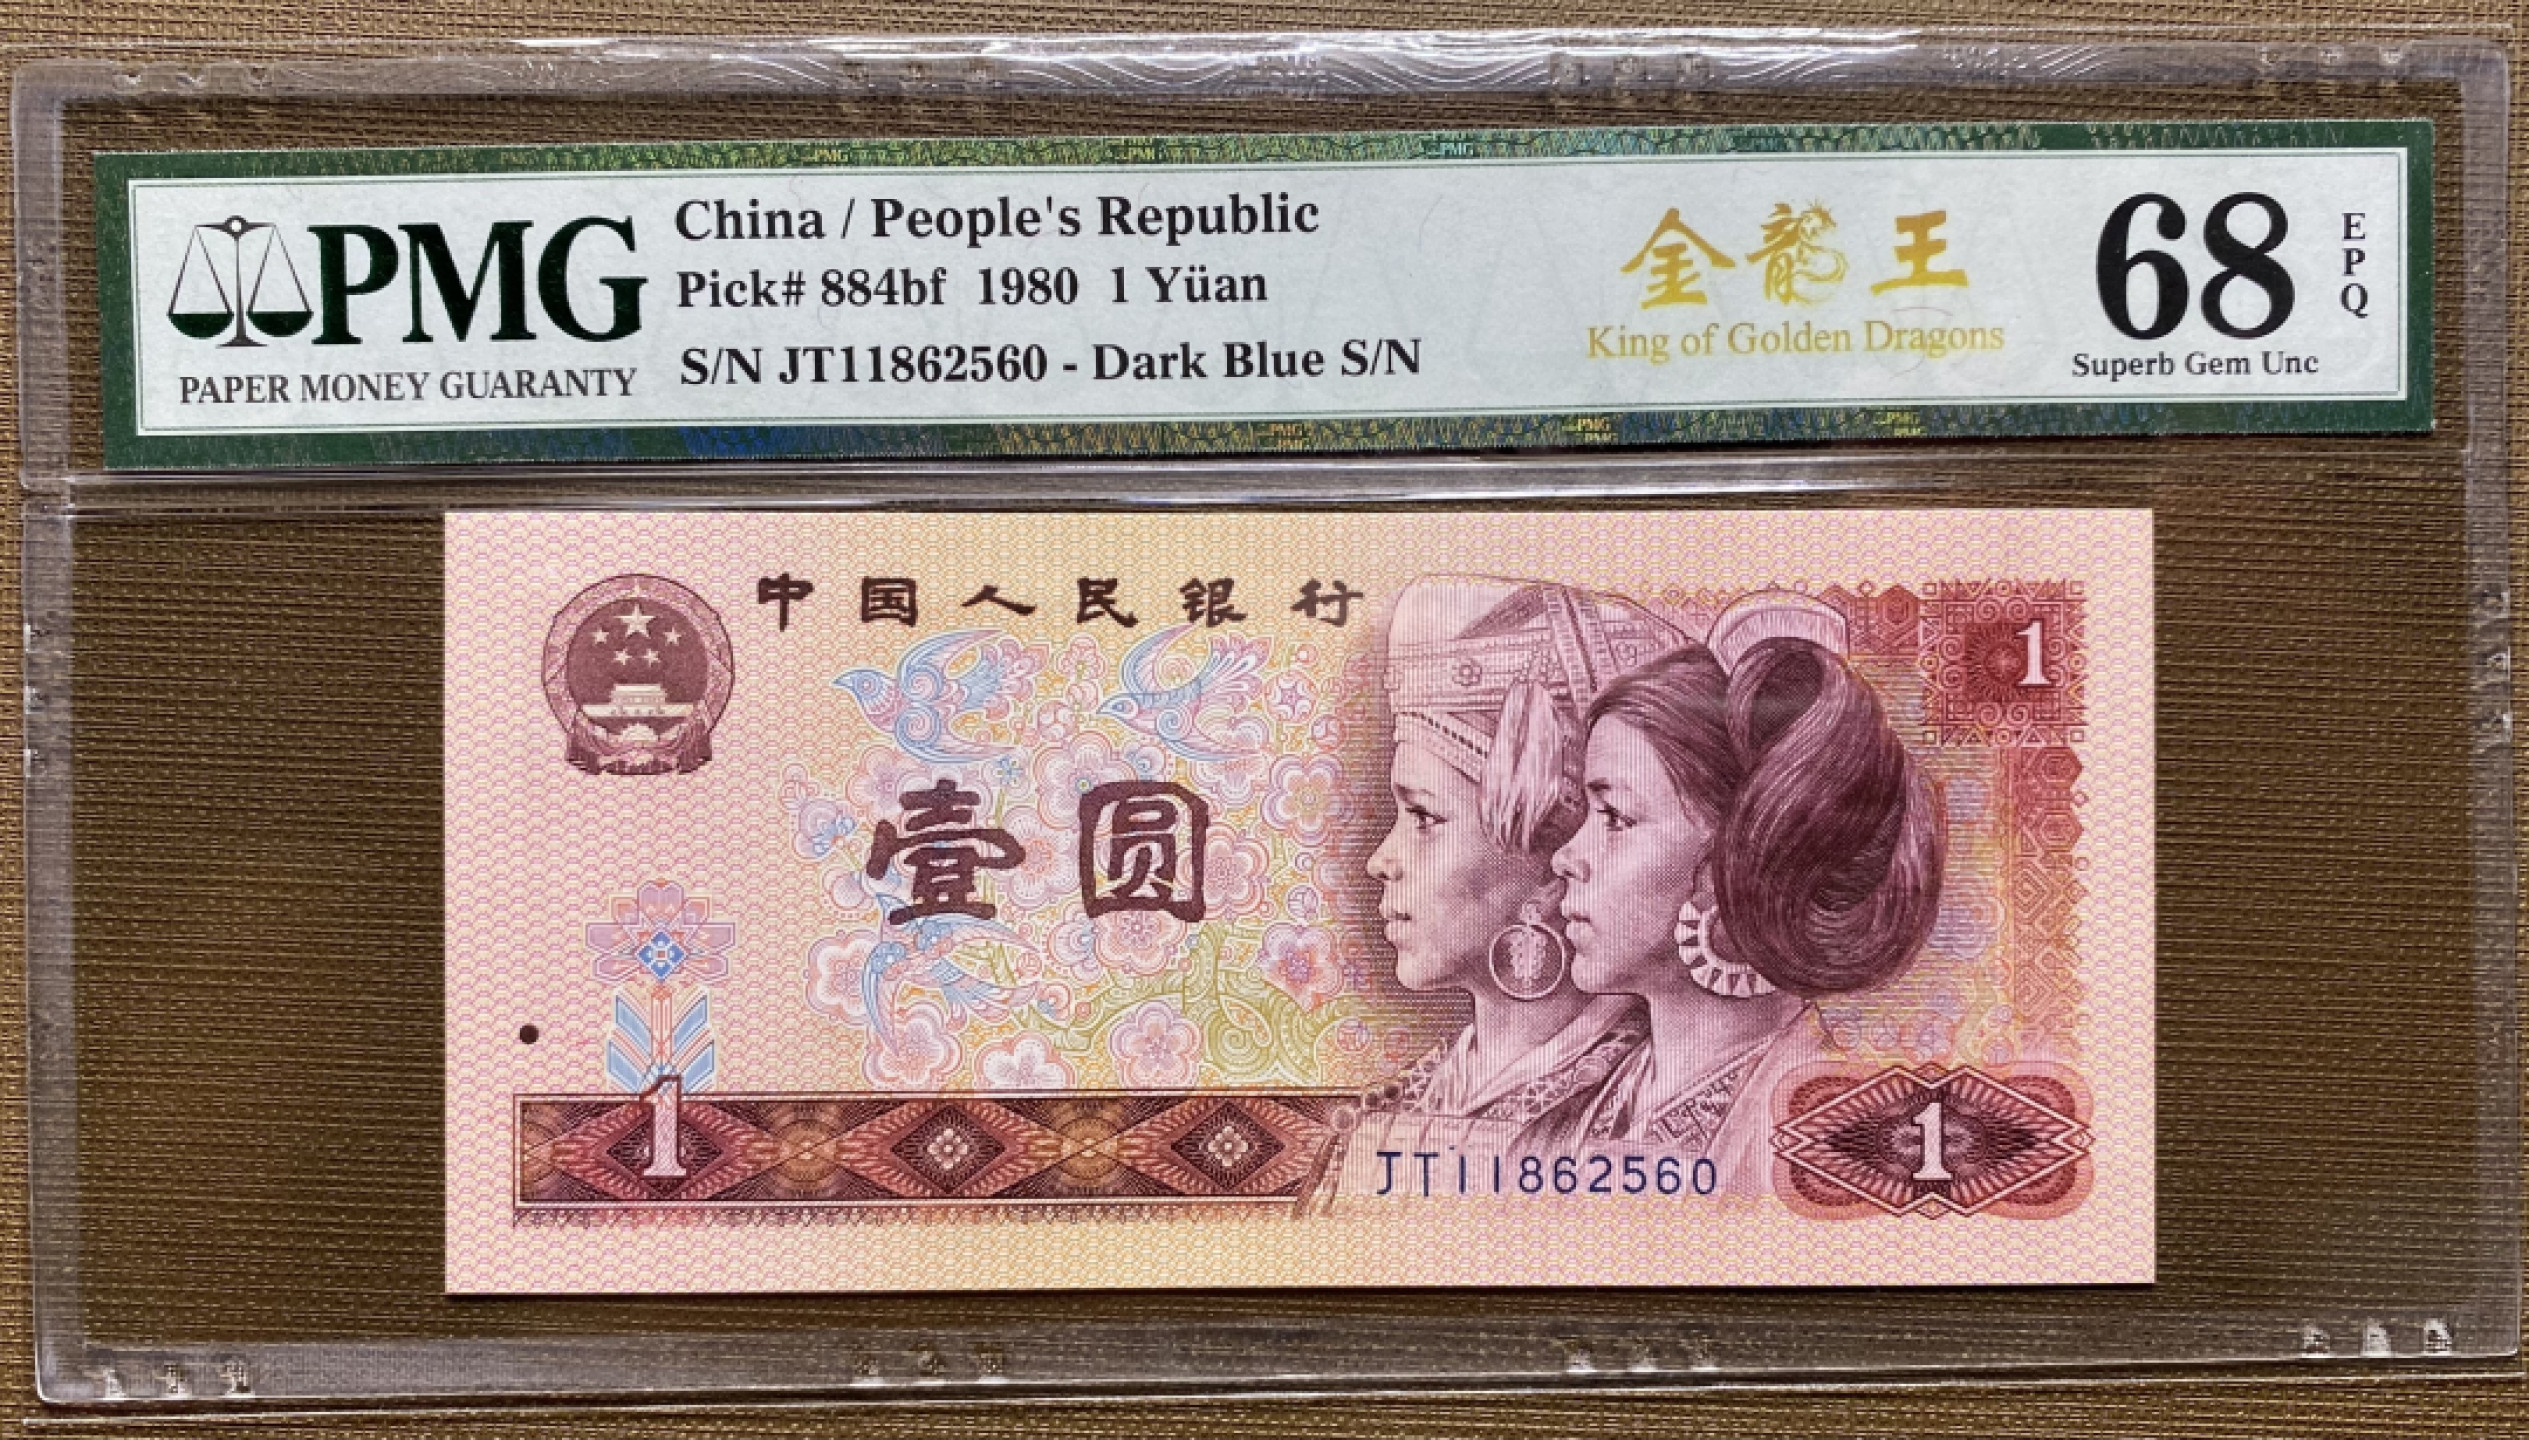 PMG
PAPER MONEY GUARANTY
China / People's Republic
Pick# 884bf 1980 1 Yüan
S/N JT11862560 - Dark Blue S/N
金龍王
King of Golden Dragons
68
EPQ
Superb Gem Unc
中国人民银行
1
壹圆
1
JT11862560
1